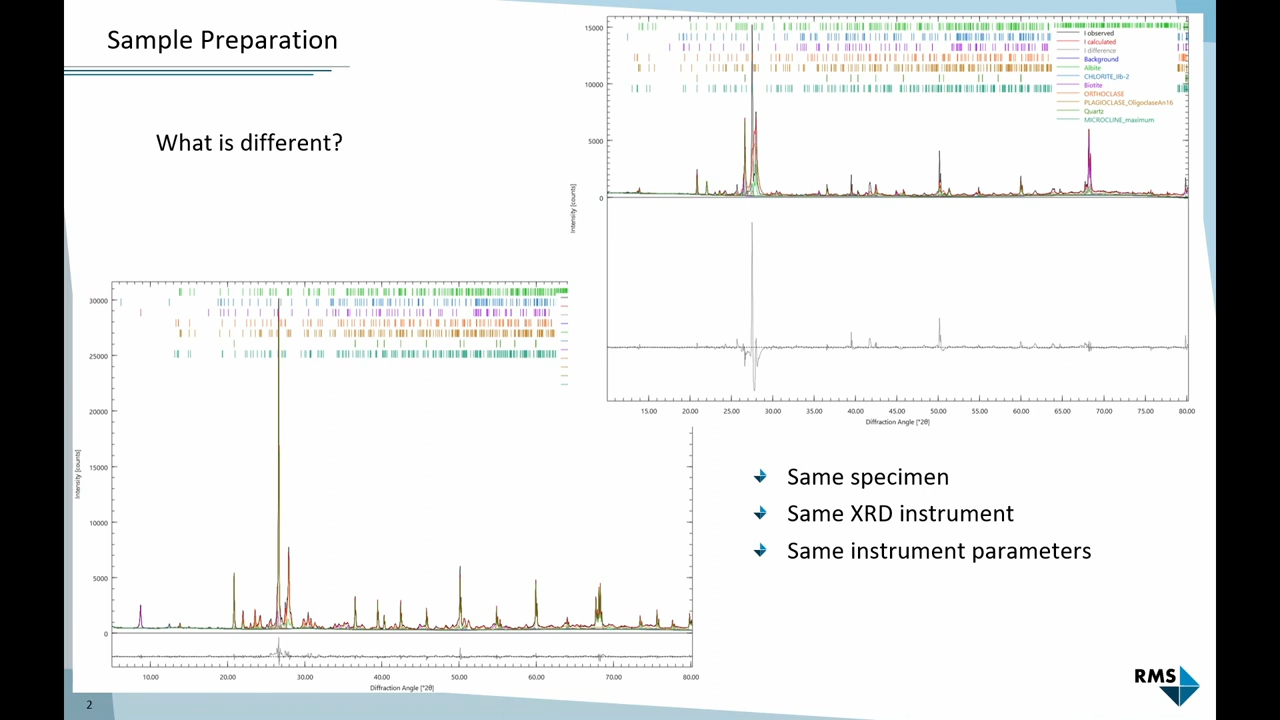 Sample Preparation
What is different?
15000
10000
5000
0
Intensity [counts]
I observed
I calculated
I difference
Background
Albite
CHLORITE_IIb-2
Biotite
ORTHOCLASE
PLAGIOCLASE_OligoclaseAn16
Quartz
MICROCLINE_maximum
15.00 20.00 25.00 30.00 35.00 40.00 45.00 50.00 55.00 60.00 65.00 70.00 75.00 80.00
Diffraction Angle [°2θ]
30000
25000
20000
15000
10000
5000
0
Intensity [counts]
10.00 20.00 30.00 40.00 50.00 60.00 70.00 80.00
Diffraction Angle [°2θ]
Same specimen
Same XRD instrument
Same instrument parameters
RMS
2